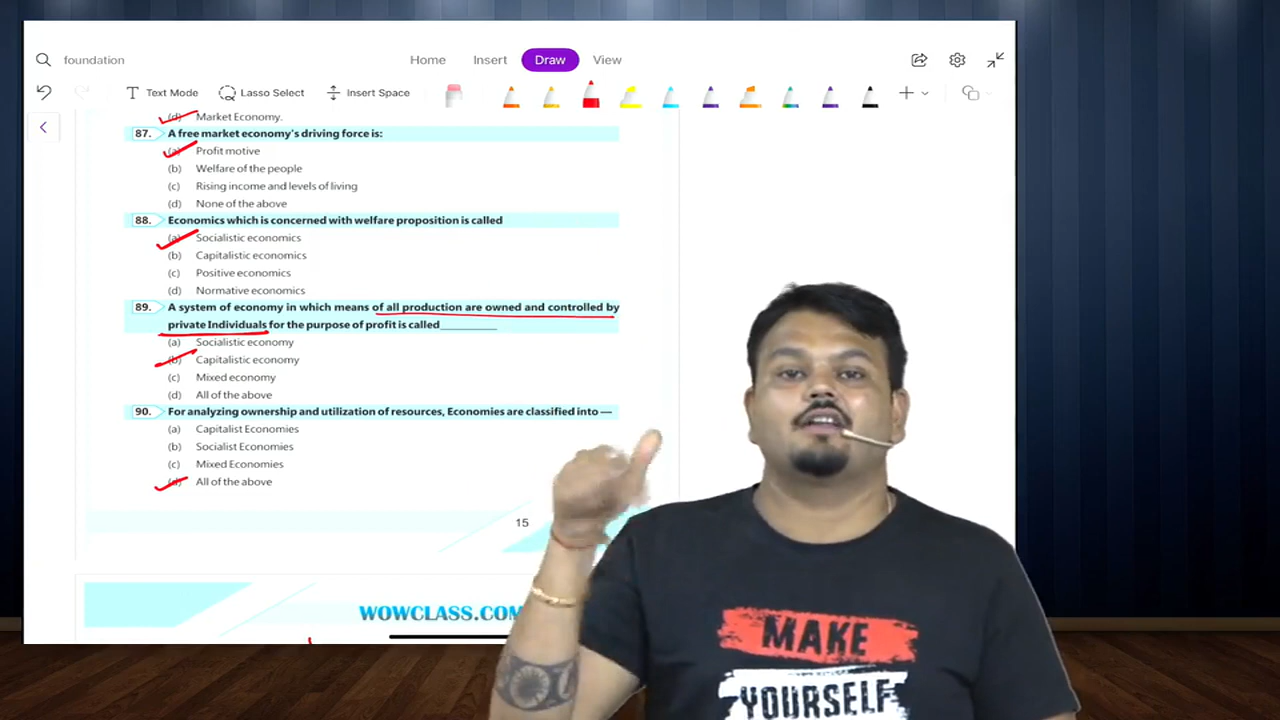 foundation
Home Insert Draw View
Text Mode Lasso Select Insert Space
(d) Market Economy.
87. A free market economy's driving force is:
(a) Profit motive
(b) Welfare of the people
(c) Rising income and levels of living
(d) None of the above
88. Economics which is concerned with welfare proposition is called
(a) Socialistic economics
(b) Capitalistic economics
(c) Positive economics
(d) Normative economics
89. A system of economy in which means of all production are owned and controlled by
private Individuals for the purpose of profit is called________
(a) Socialistic economy
(b) Capitalistic economy
(c) Mixed economy
(d) All of the above
90. For analyzing ownership and utilization of resources, Economies are classified into —
(a) Capitalist Economies
(b) Socialist Economies
(c) Mixed Economies
(d) All of the above
15
WOWCLASS.COM
MAKE
YOURSELF